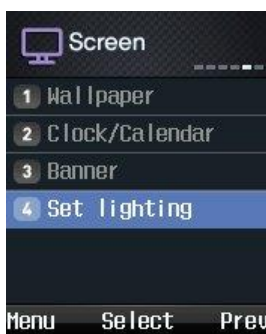 Screen
1 Wallpaper
2 Clock/Calendar
3 Banner
4 Set lighting
Menu Select Prev